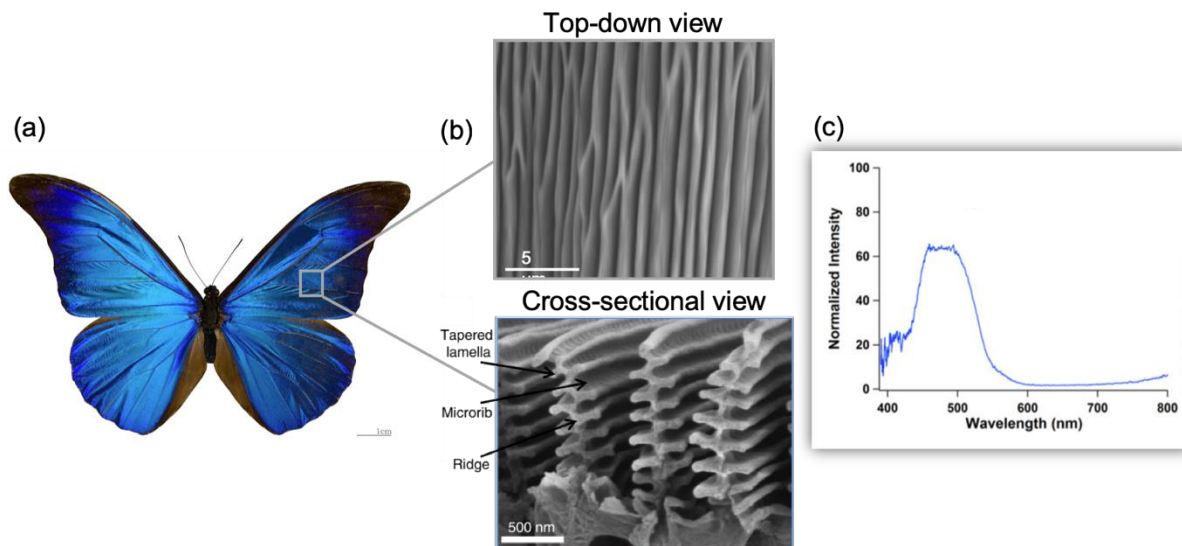 Top-down view
(a)
(b)
(c)
1cm
5
Cross-sectional view
Tapered
lamella
Microrib
Ridge
500 nm
Normalized Intensity
100
80
60
40
20
0
400 500 600 700 800
Wavelength (nm)